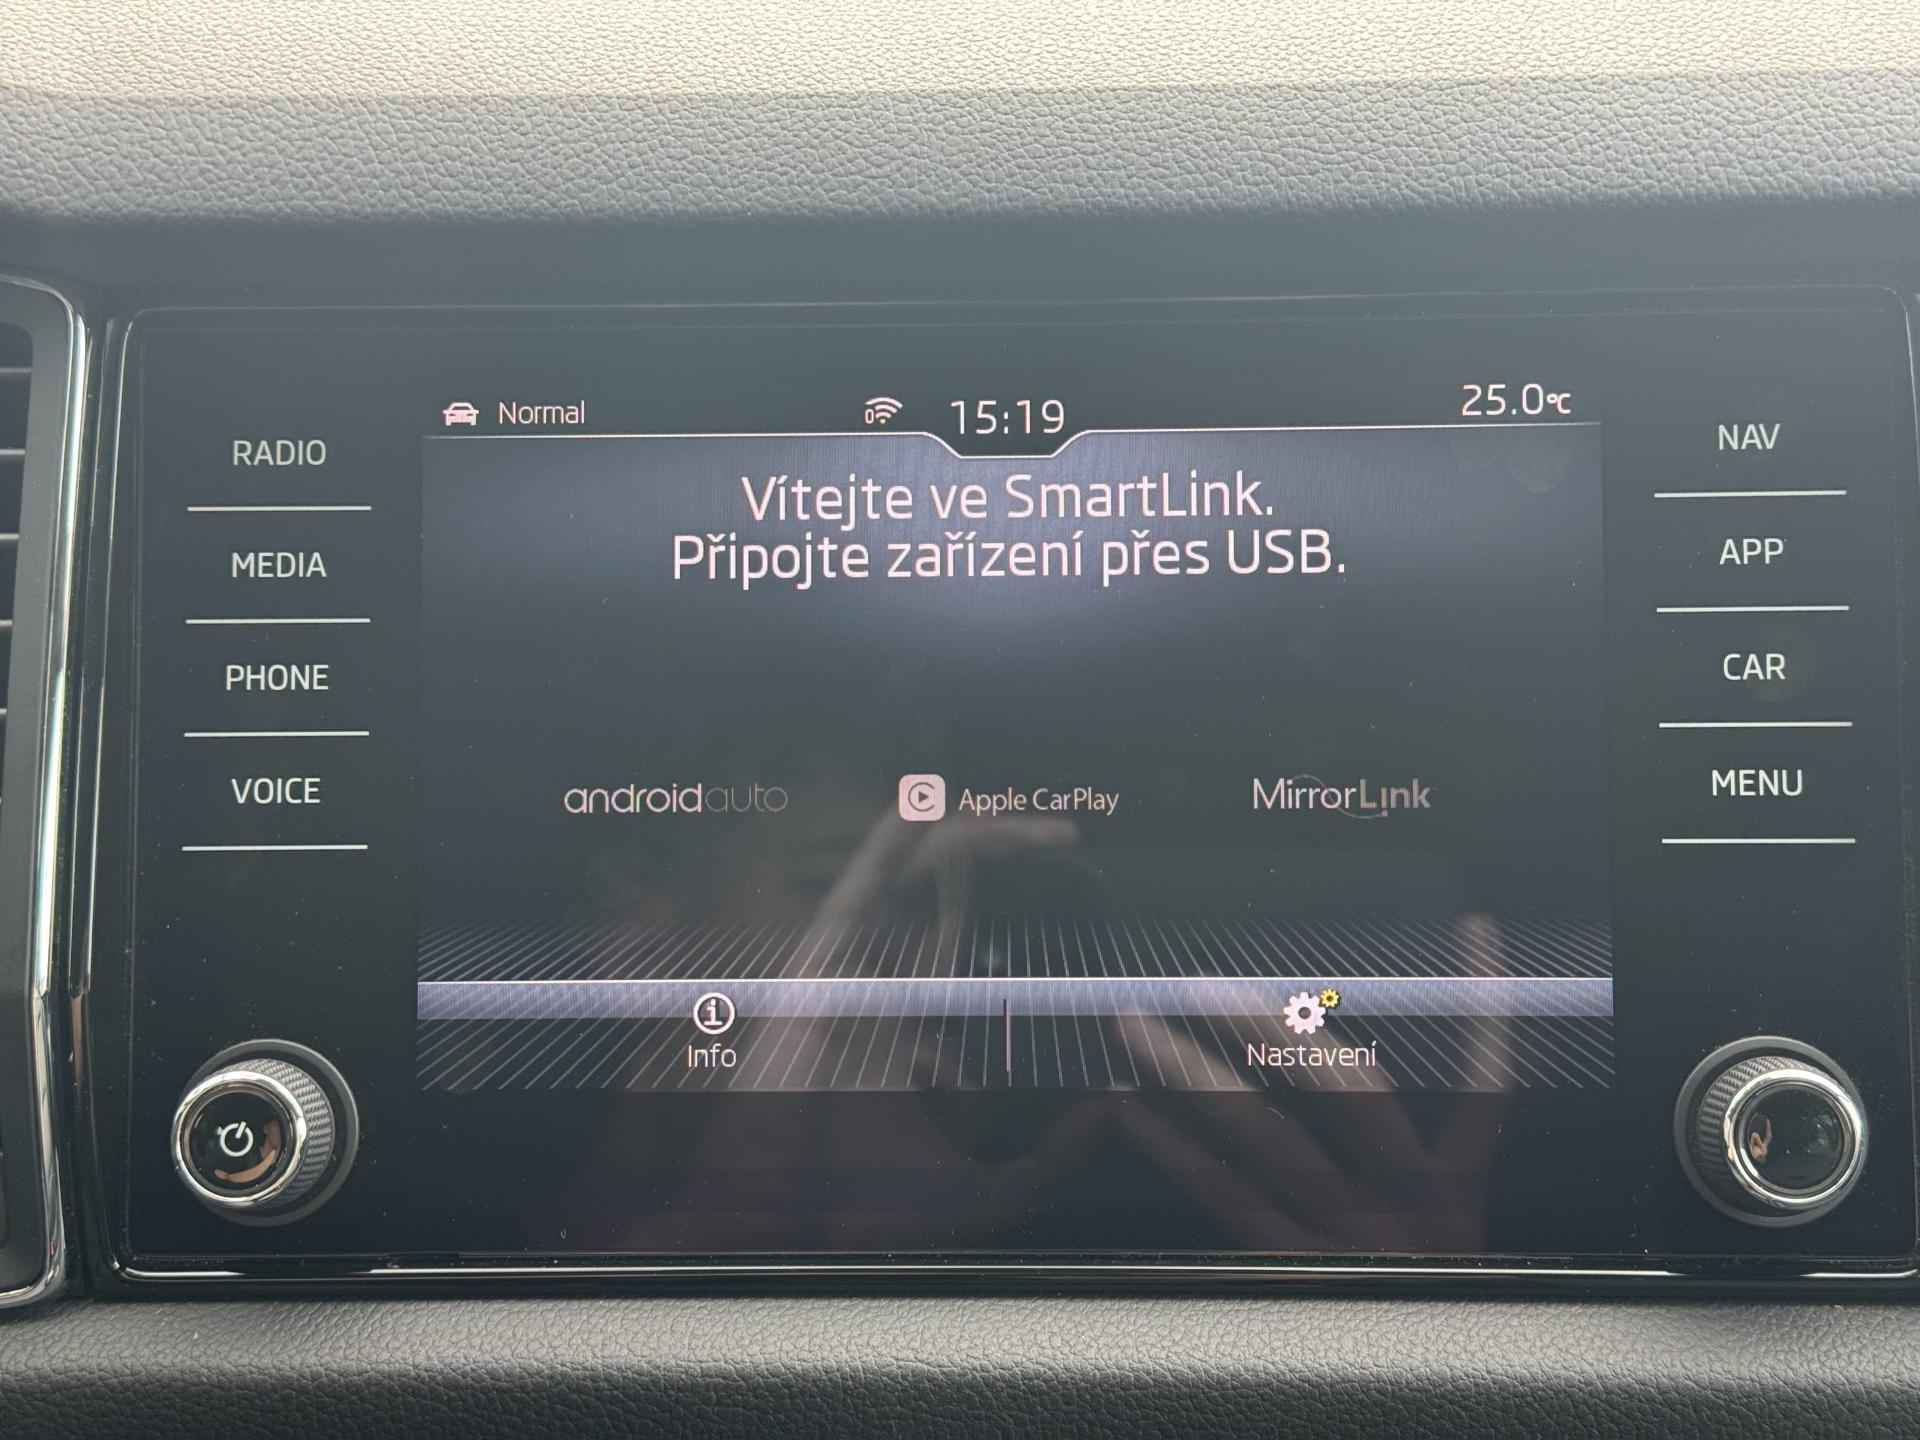 Normal
0
15:19
25.0°C
RADIO
MEDIA
PHONE
VOICE
Vítejte ve SmartLink.
Připojte zařízení přes USB.
androidauto
Apple CarPlay
MirrorLink
Info
Nastavení
NAV
APP
CAR
MENU